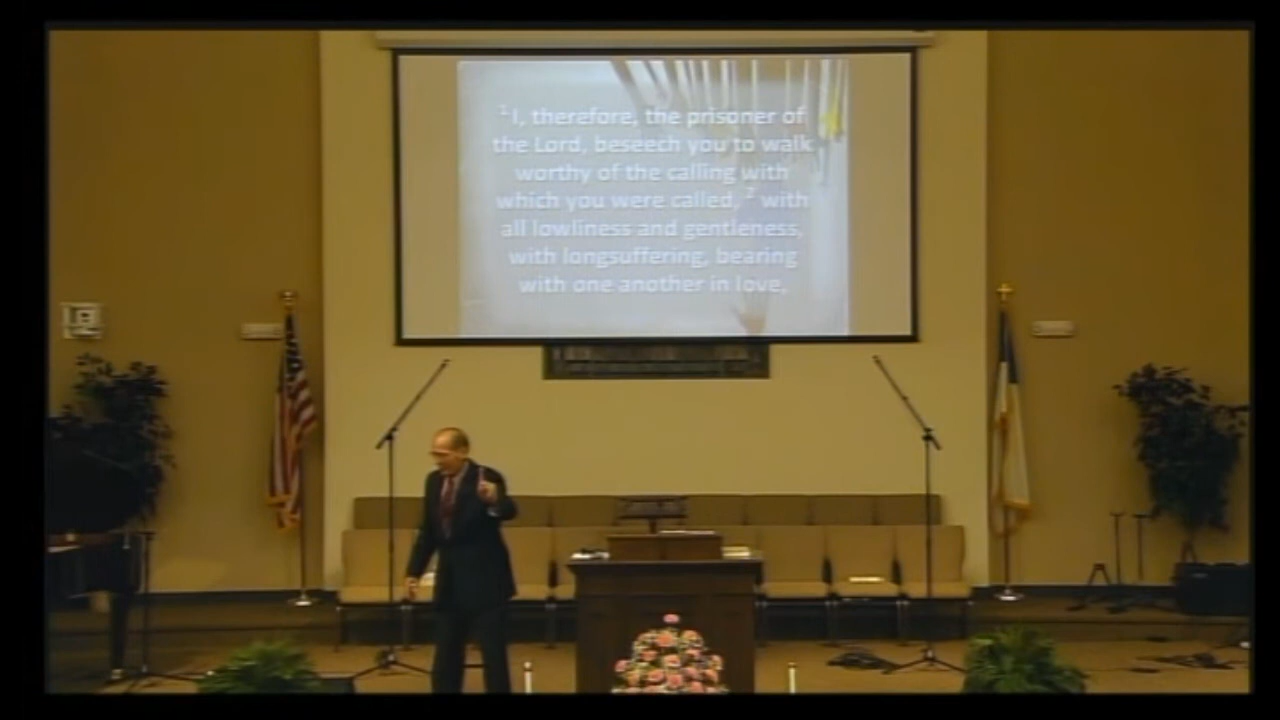 ¹ I, therefore, the prisoner of
the Lord, beseech you to walk
worthy of the calling with
which you were called, ² with
all lowliness and gentleness,
with longsuffering, bearing
with one another in love,